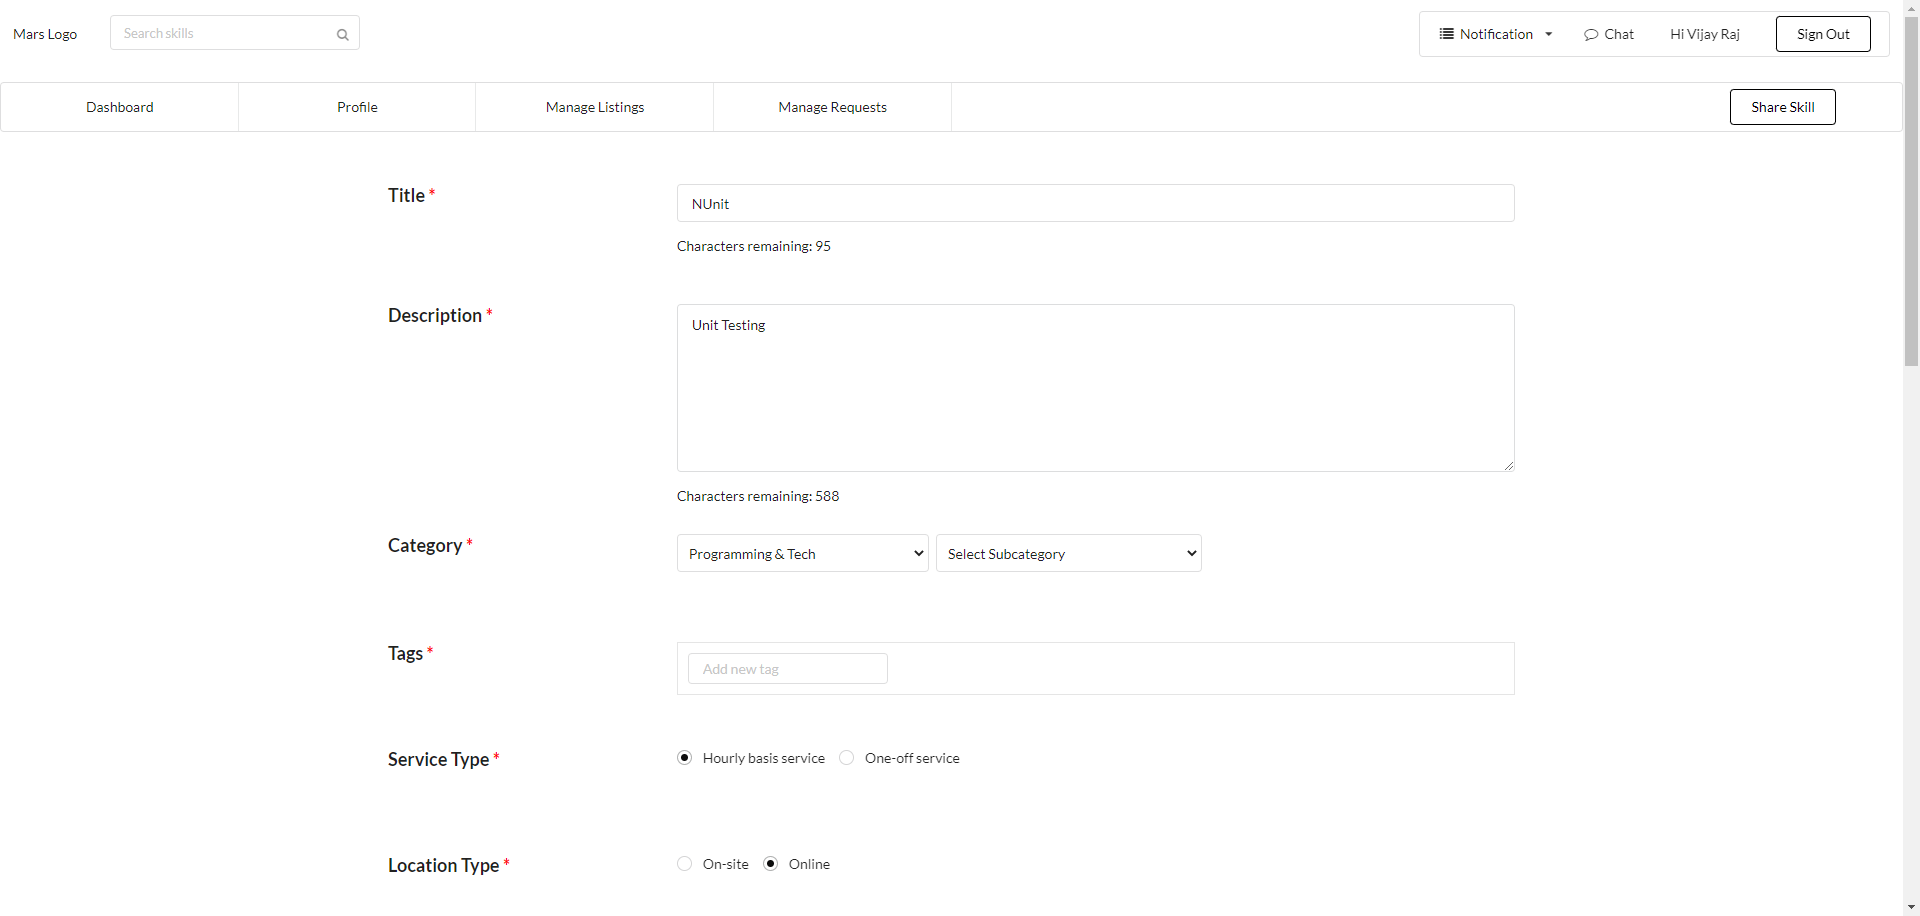 Mars Logo
Search skills
Notification
Chat
Hi Vijay Raj
Sign Out
Dashboard
Profile
Manage Listings
Manage Requests
Share Skill
Title *
NUnit
Characters remaining: 95
Description *
Unit Testing
Characters remaining: 588
Category *
Programming & Tech
Select Subcategory
Tags *
Add new tag
Service Type *
Hourly basis service
One-off service
Location Type *
On-site
Online